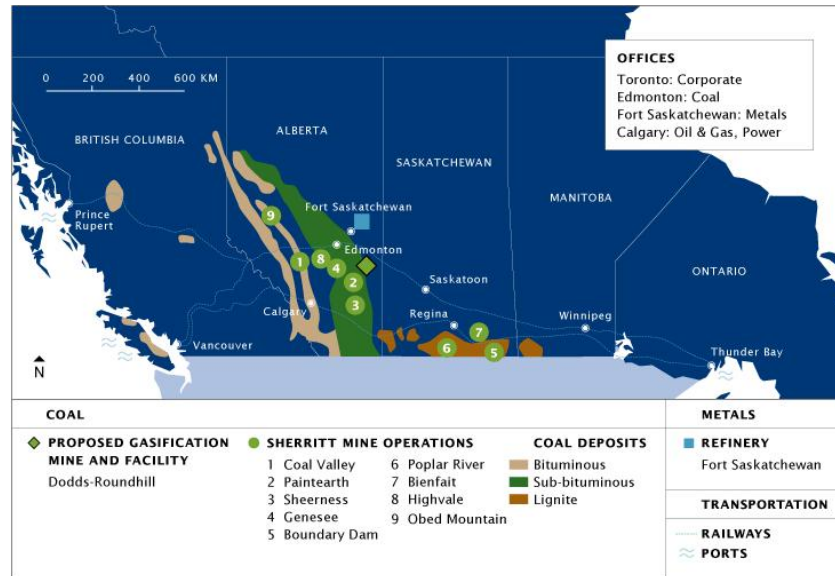 OFFICES
Toronto: Corporate
Edmonton: Coal
Fort Saskatchewan: Metals
Calgary: Oil & Gas, Power
0 200 400 600 KM
BRITISH COLUMBIA
ALBERTA
SASKATCHEWAN
MANITOBA
ONTARIO
Prince
Rupert
Fort Saskatchewan
Edmonton
Saskatoon
Calgary
Regina
Winnipeg
Vancouver
Thunder Bay
9
1
8
4
2
3
7
6
5
N
COAL
PROPOSED GASIFICATION
MINE AND FACILITY
Dodds-Roundhill
SHERRITT MINE OPERATIONS
1 Coal Valley
2 Paintearth
3 Sheerness
4 Genesee
5 Boundary Dam
6 Poplar River
7 Bienfait
8 Highvale
9 Obed Mountain
COAL DEPOSITS
Bituminous
Sub-bituminous
Lignite
METALS
REFINERY
Fort Saskatchewan
TRANSPORTATION
RAILWAYS
PORTS